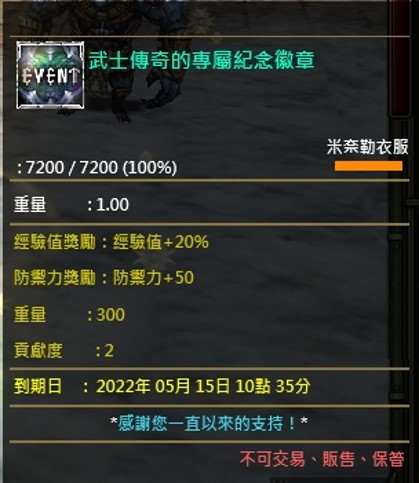 EVENT
武士傳奇的專屬紀念徽章
米奈勒衣服
: 7200 / 7200 (100%)
重量 : 1.00
經驗值獎勵 : 經驗值+20%
防禦力獎勵 : 防禦力+50
重量 : 300
貢獻度 : 2
到期日 : 2022年 05月 15日 10點 35分
*感謝您一直以來的支持！*
不可交易、販售、保管